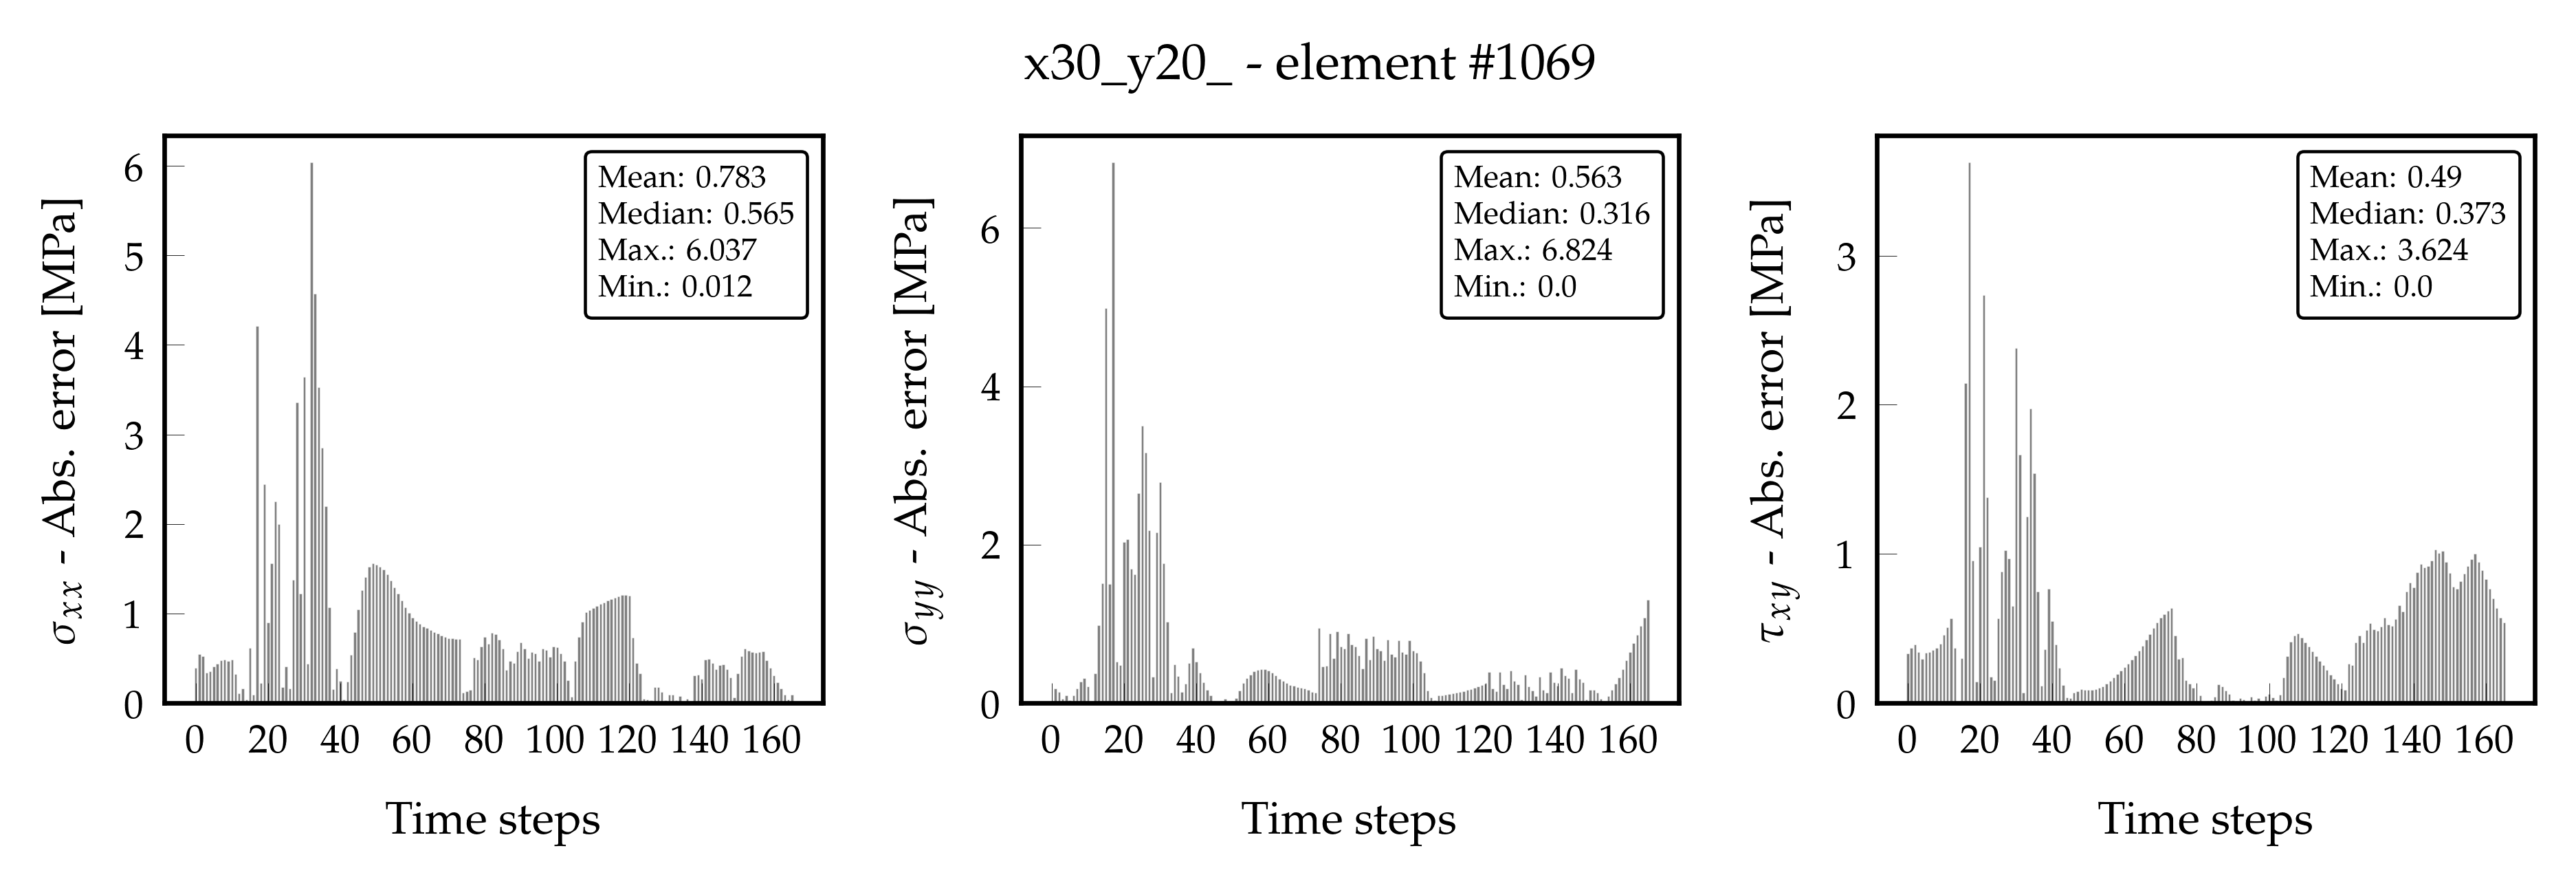 x30_y20_ - element #1069
σxx - Abs. error [MPa]
6
5
4
3
2
1
0
Mean: 0.783
Median: 0.565
Max.: 6.037
Min.: 0.012
0 20 40 60 80 100 120 140 160
Time steps
σyy - Abs. error [MPa]
6
4
2
0
Mean: 0.563
Median: 0.316
Max.: 6.824
Min.: 0.0
0 20 40 60 80 100 120 140 160
Time steps
τxy - Abs. error [MPa]
3
2
1
0
Mean: 0.49
Median: 0.373
Max.: 3.624
Min.: 0.0
0 20 40 60 80 100 120 140 160
Time steps